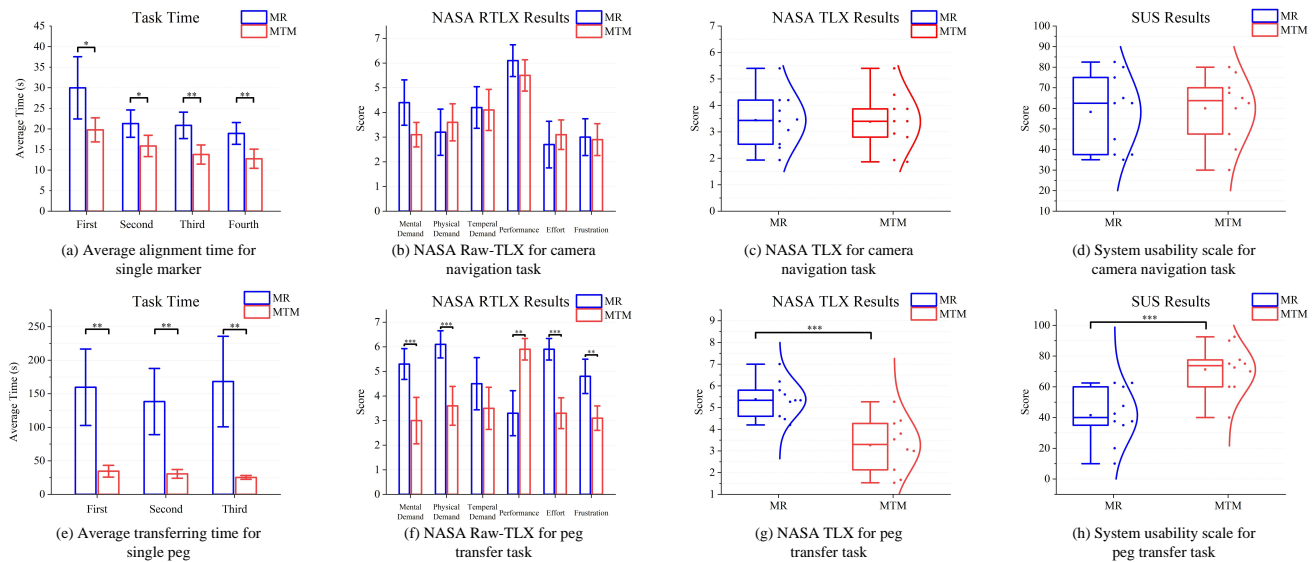 Task Time
MR
MTM
45
40
35
30
25
20
15
10
5
0
Average Time (s)
*
*
**
**
First
Second
Third
Fourth
(a) Average alignment time for
single marker
NASA RTLX Results
MR
MTM
7
6
5
4
3
2
1
0
Score
Mental
Demand
Physical
Demand
Temperal
Demand
Performance
Effort
Frustration
(b) NASA Raw-TLX for camera
navigation task
NASA TLX Results
MR
MTM
7
6
5
4
3
2
1
0
Score
MR
MTM
(c) NASA TLX for camera
navigation task
SUS Results
MR
MTM
100
90
80
70
60
50
40
30
20
10
Score
MR
MTM
(d) System usability scale for
camera navigation task
Task Time
MR
MTM
250
225
200
175
150
125
100
75
50
25
0
Average Time (s)
**
**
**
First
Second
Third
(e) Average transferring time for
single peg
NASA RTLX Results
MR
MTM
7
6
5
4
3
2
1
0
Score
***
***
**
***
**
Mental
Demand
Physical
Demand
Temperal
Demand
Performance
Effort
Frustration
(f) NASA Raw-TLX for peg
transfer task
NASA TLX Results
MR
MTM
9
8
7
6
5
4
3
2
1
Score
***
MR
MTM
(g) NASA TLX for peg
transfer task
SUS Results
MR
MTM
100
80
60
40
20
0
Score
***
MR
MTM
(h) System usability scale for
peg transfer task